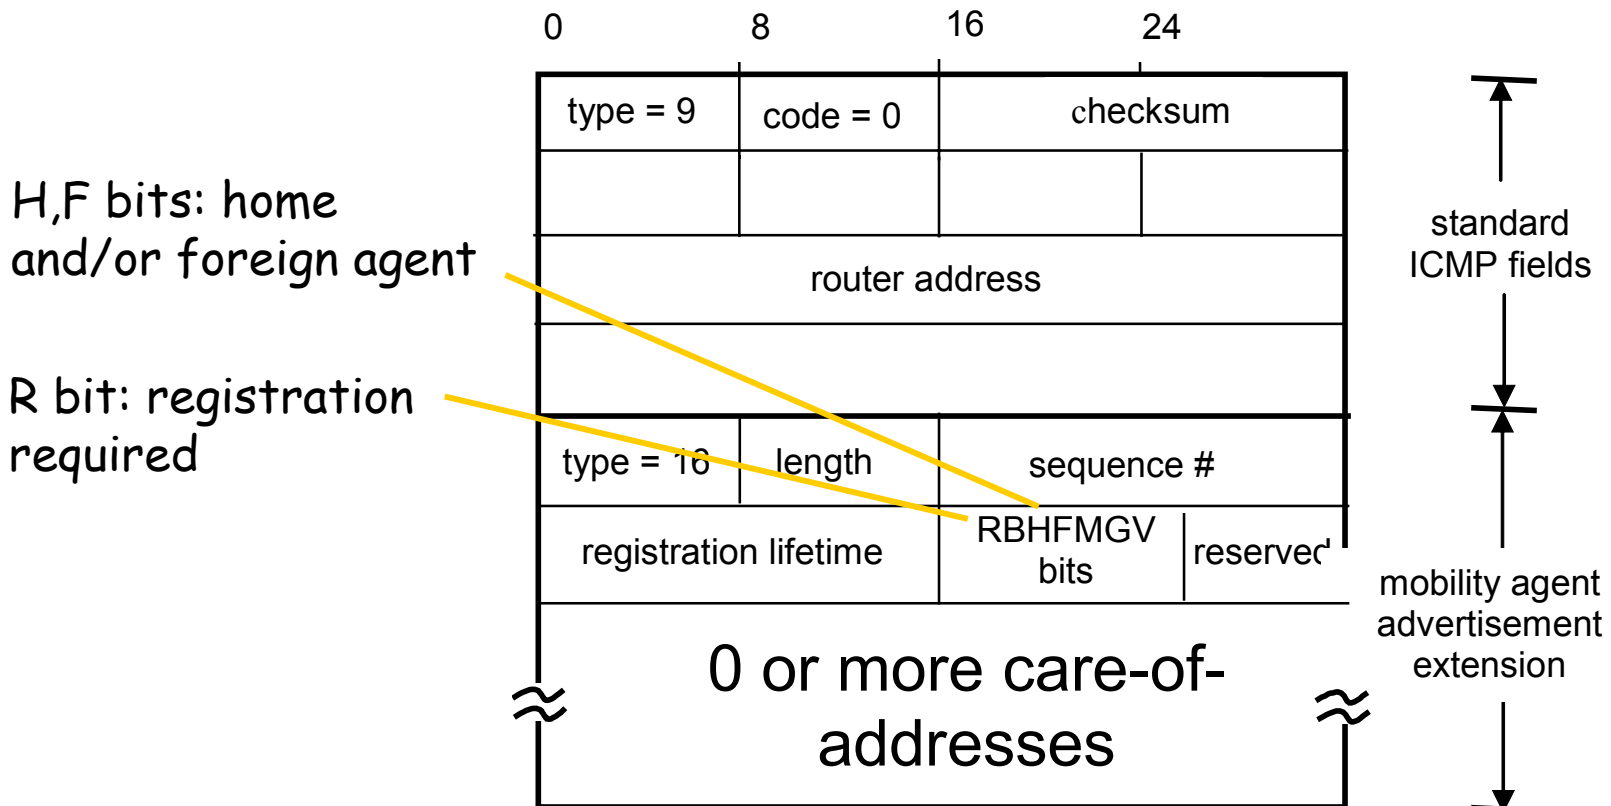 0 8 16 24
type = 9 code = 0 checksum
H,F bits: home
and/or foreign agent
standard
ICMP fields
router address
R bit: registration
required
type = 16 length sequence #
registration lifetime RBHFMGV
bits reserved
mobility agent
advertisement
extension
0 or more care-of-
addresses